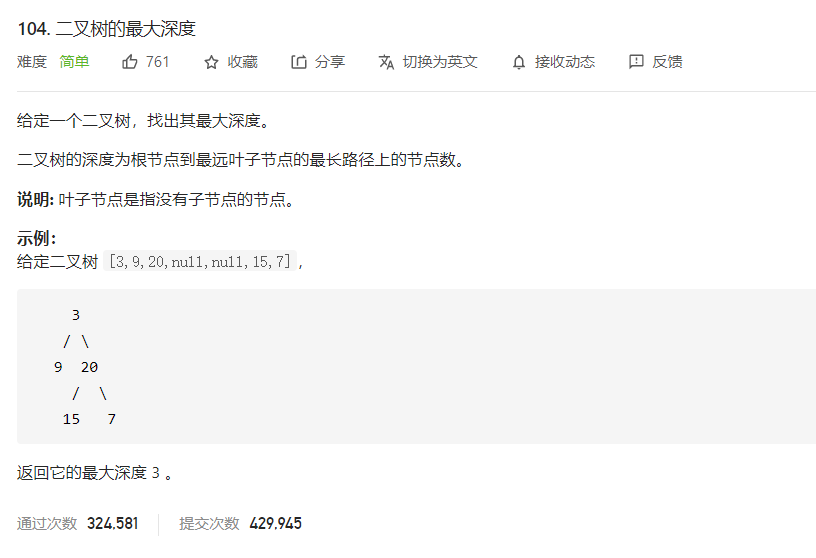 104. 二叉树的最大深度
难度 简单 761 收藏 分享 切换为英文 接收动态 反馈
给定一个二叉树，找出其最大深度。
二叉树的深度为根节点到最远叶子节点的最长路径上的节点数。
说明: 叶子节点是指没有子节点的节点。
示例：
给定二叉树 [3,9,20,null,null,15,7]，
3
/ \
9 20
/ \
15 7
返回它的最大深度 3 。
通过次数 324,581 提交次数 429,945